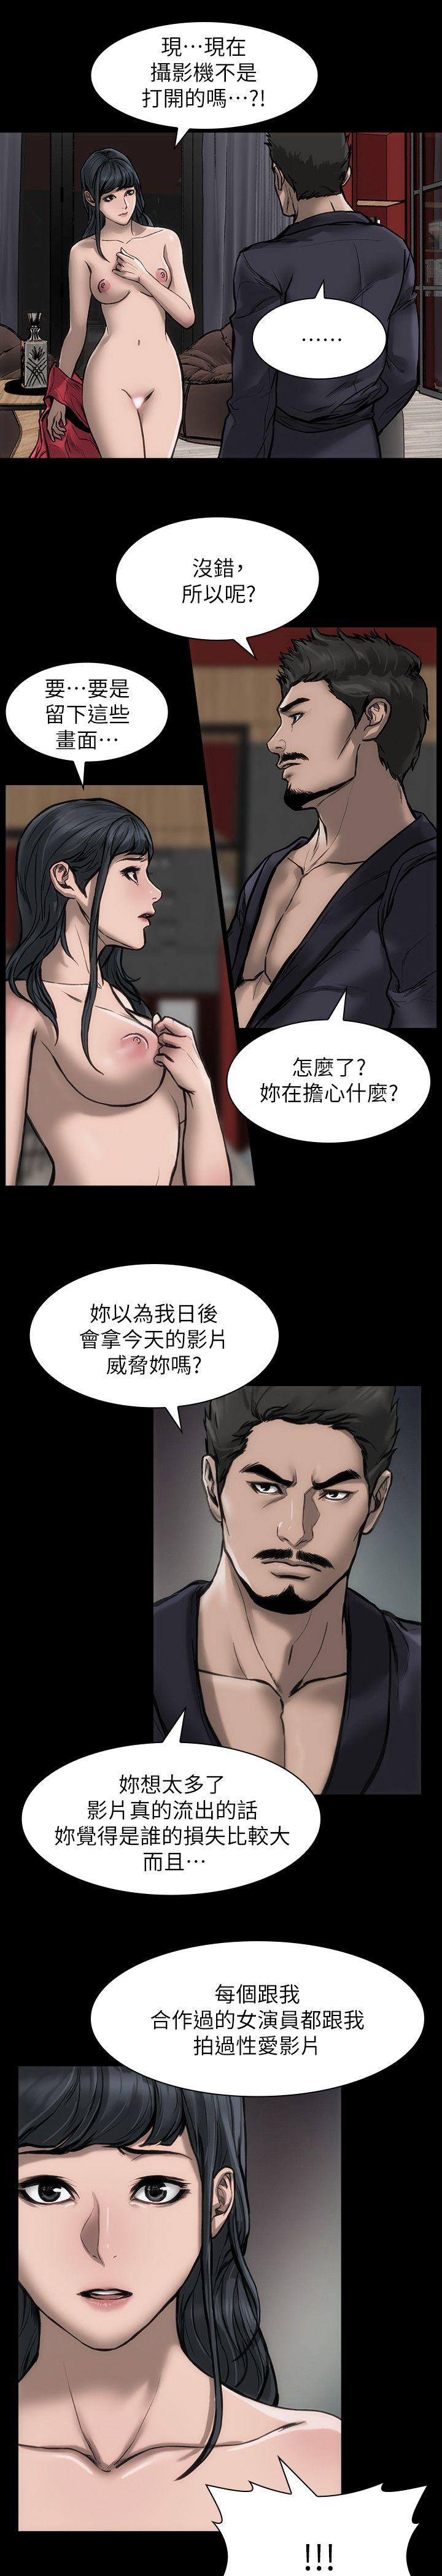 現⋯現在
攝影機不是
打開的嗎⋯?!
⋯⋯
沒錯，
所以呢?
要⋯要是
留下這些
畫面⋯
怎麼了?
妳在擔心什麼?
妳以為我日後
會拿今天的影片
威脅妳嗎?
妳想太多了
影片真的流出的話
妳覺得是誰的損失比較大
而且⋯
每個跟我
合作過的女演員都跟我
拍過性愛影片
!!!